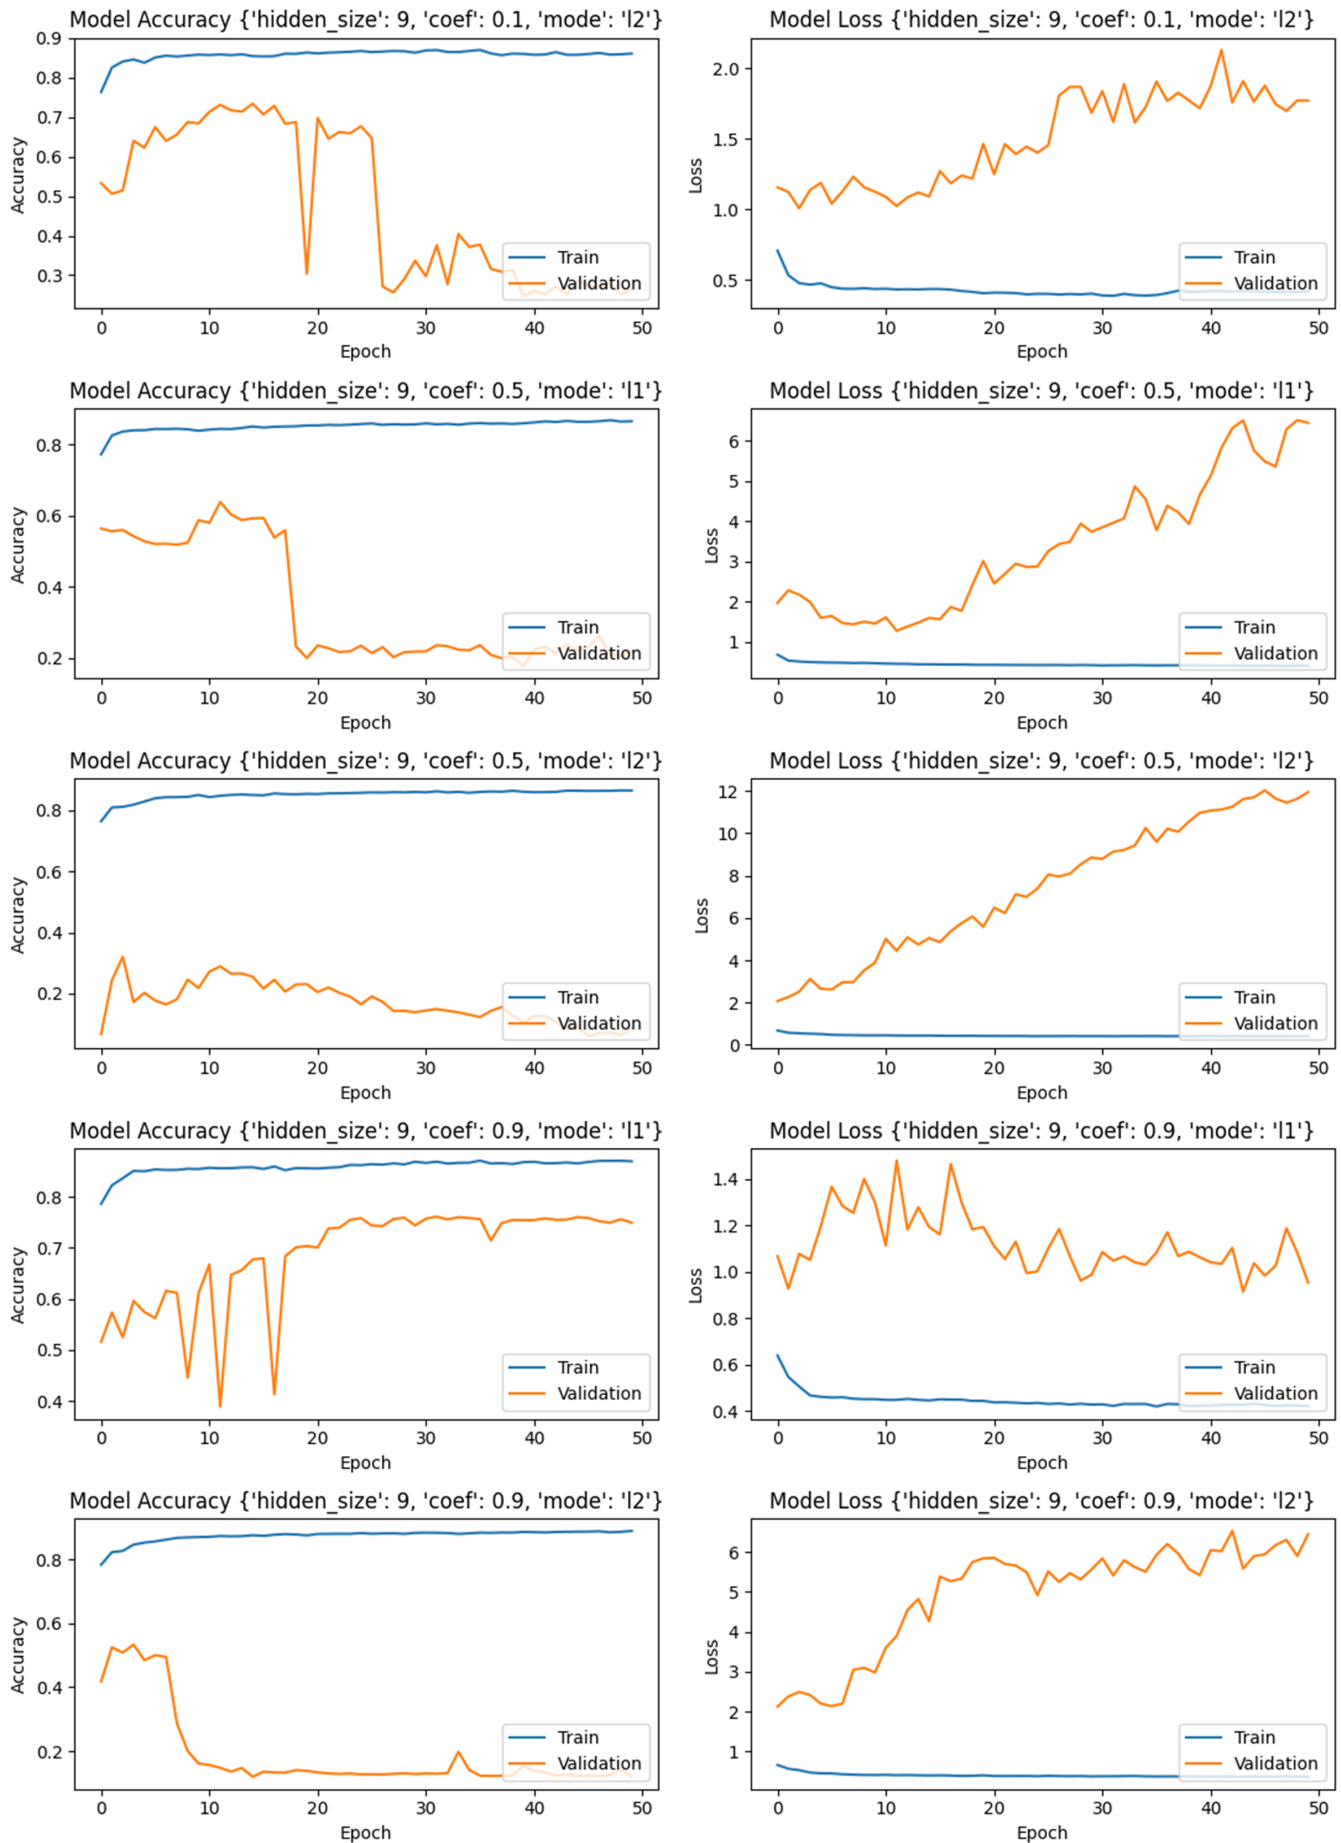 Model Accuracy {'hidden_size': 9, 'coef': 0.1, 'mode': 'l2'}
Accuracy
0.9
0.8
0.7
0.6
0.5
0.4
0.3
Train
Validation
0 10 20 30 40 50
Epoch
Model Loss {'hidden_size': 9, 'coef': 0.1, 'mode': 'l2'}
Loss
2.0
1.5
1.0
0.5
Train
Validation
0 10 20 30 40 50
Epoch
Model Accuracy {'hidden_size': 9, 'coef': 0.5, 'mode': 'l1'}
Accuracy
0.8
0.6
0.4
0.2
Train
Validation
0 10 20 30 40 50
Epoch
Model Loss {'hidden_size': 9, 'coef': 0.5, 'mode': 'l1'}
Loss
6
5
4
3
2
1
Train
Validation
0 10 20 30 40 50
Epoch
Model Accuracy {'hidden_size': 9, 'coef': 0.5, 'mode': 'l2'}
Accuracy
0.8
0.6
0.4
0.2
Train
Validation
0 10 20 30 40 50
Epoch
Model Loss {'hidden_size': 9, 'coef': 0.5, 'mode': 'l2'}
Loss
12
10
8
6
4
2
0
Train
Validation
0 10 20 30 40 50
Epoch
Model Accuracy {'hidden_size': 9, 'coef': 0.9, 'mode': 'l1'}
Accuracy
0.8
0.7
0.6
0.5
0.4
Train
Validation
0 10 20 30 40 50
Epoch
Model Loss {'hidden_size': 9, 'coef': 0.9, 'mode': 'l1'}
Loss
1.4
1.2
1.0
0.8
0.6
0.4
Train
Validation
0 10 20 30 40 50
Epoch
Model Accuracy {'hidden_size': 9, 'coef': 0.9, 'mode': 'l2'}
Accuracy
0.8
0.6
0.4
0.2
Train
Validation
0 10 20 30 40 50
Epoch
Model Loss {'hidden_size': 9, 'coef': 0.9, 'mode': 'l2'}
Loss
6
5
4
3
2
1
Train
Validation
0 10 20 30 40 50
Epoch